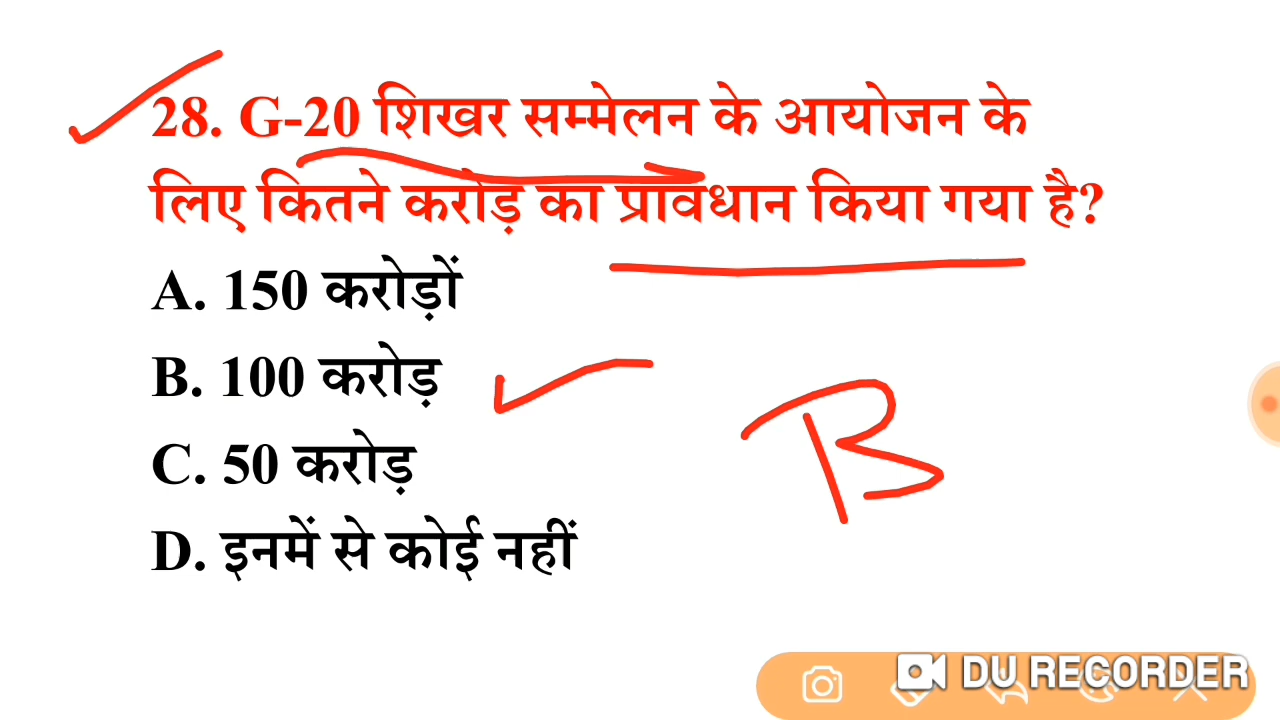 28. G-20 शिखर सम्मेलन के आयोजन के
लिए कितने करोड़ का प्रावधान किया गया है?
A. 150 करोड़ों
B. 100 करोड़
C. 50 करोड़
D. इनमें से कोई नहीं
B
DU RECORDER